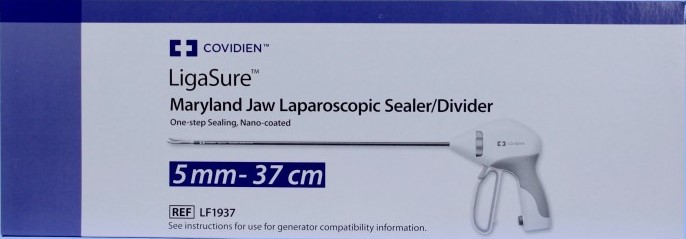 COVIDIEN™
LigaSure™
Maryland Jaw Laparoscopic Sealer/Divider
One-step Sealing, Nano-coated
COVIDIEN
5 mm - 37 cm
REF LF1937
See instructions for use for generator compatibility information.